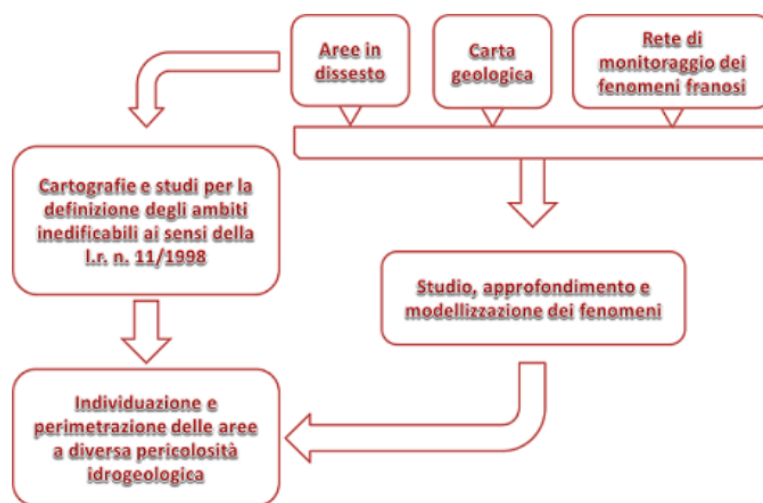 Aree in
dissesto
Carta
geologica
Rete di
monitoraggio dei
fenomeni franosi
Cartografie e studi per la
definizione degli ambiti
inedificabili ai sensi della
l.r. n. 11/1998
Studio, approfondimento e
modellizzazione dei fenomeni
Individuazione e
perimetrazione delle aree
a diversa pericolosità
idrogeologica